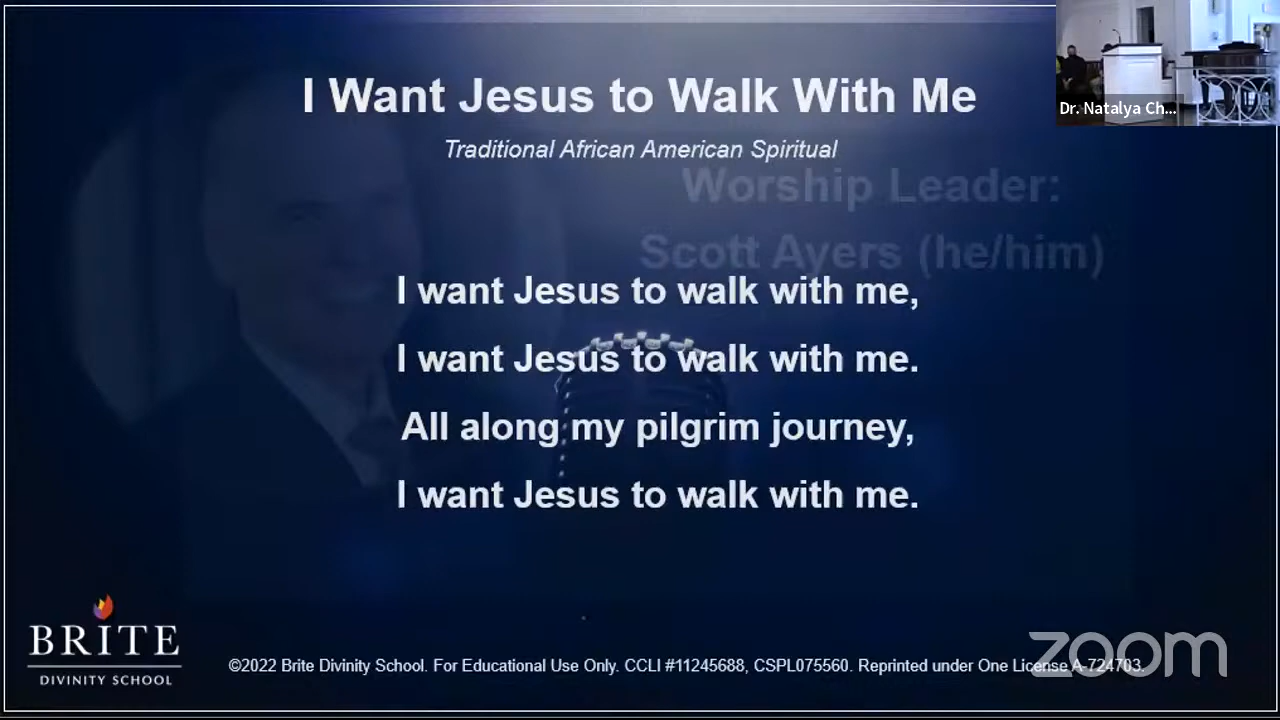 I Want Jesus to Walk With Me
Dr. Natalya Ch...
Traditional African American Spiritual
Worship Leader:
Scott Ayers (he/him)
I want Jesus to walk with me,
I want Jesus to walk with me.
All along my pilgrim journey,
I want Jesus to walk with me.
BRITE
DIVINITY SCHOOL
©2022 Brite Divinity School. For Educational Use Only. CCLI #11245688, CSPL075560. Reprinted under One License A-724703.
zoom